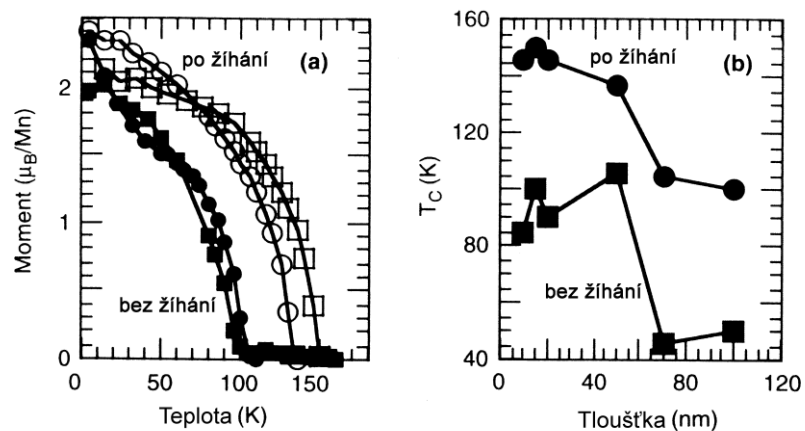 (a)
po žíhání
bez žíhání
Moment (μB/Mn)
2
1
0
0 50 100 150
Teplota (K)
(b)
po žíhání
bez žíhání
TC (K)
160
120
80
40
0 40 80 120
Tloušťka (nm)